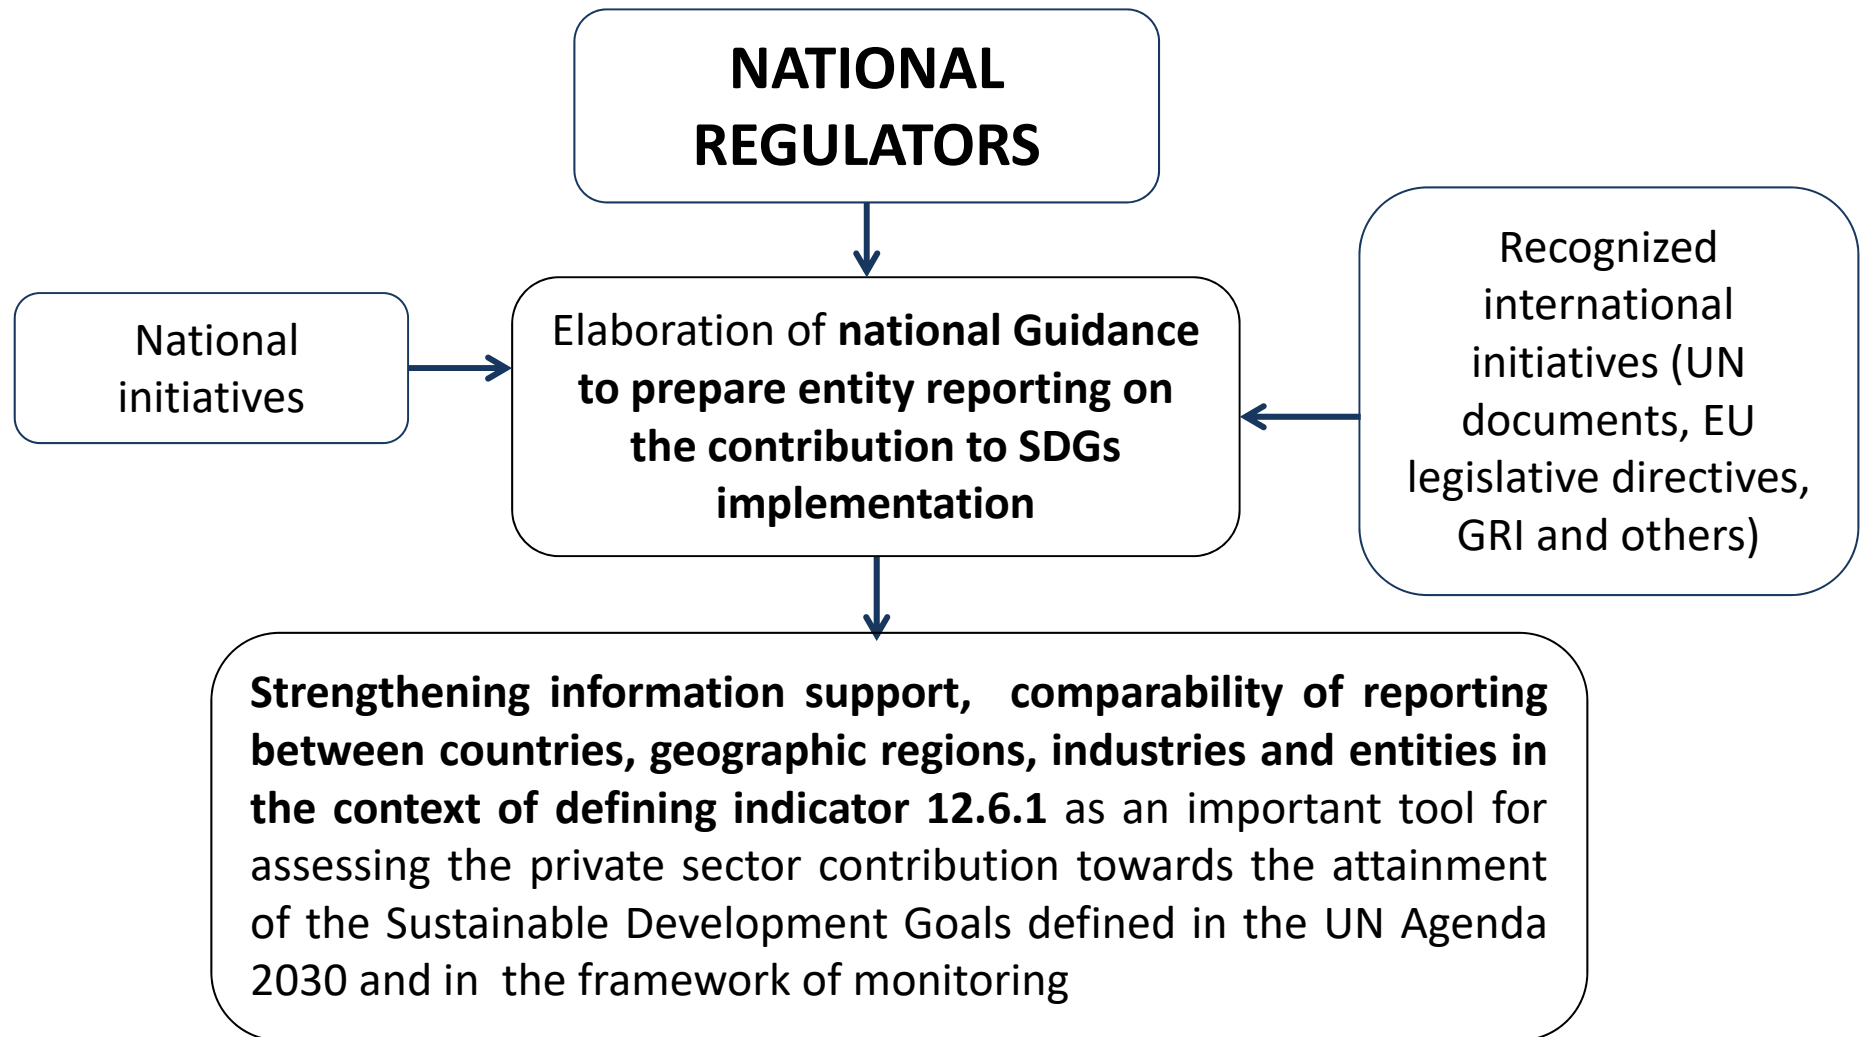 NATIONAL
REGULATORS
National
initiatives
Elaboration of national Guidance
to prepare entity reporting on
the contribution to SDGs
implementation
Recognized
international
initiatives (UN
documents, EU
legislative directives,
GRI and others)
Strengthening information support, comparability of reporting
between countries, geographic regions, industries and entities in
the context of defining indicator 12.6.1 as an important tool for
assessing the private sector contribution towards the attainment
of the Sustainable Development Goals defined in the UN Agenda
2030 and in the framework of monitoring